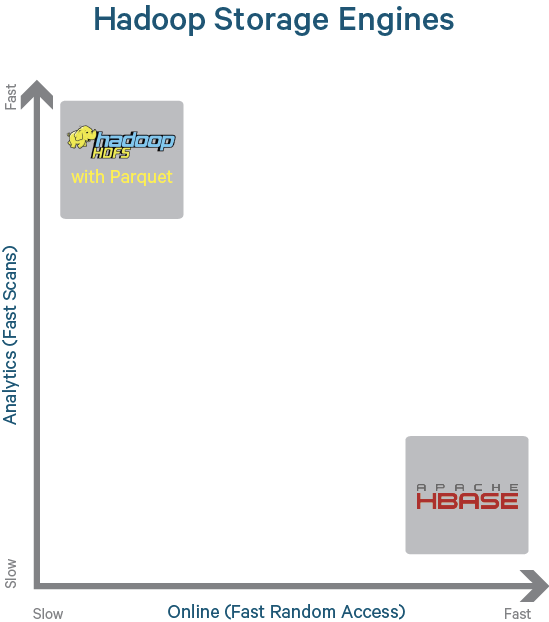 Hadoop Storage Engines
Fast
hadoop
HDFS
with Parquet
Analytics (Fast Scans)
APACHE
HBASE
Slow
Slow
Online (Fast Random Access)
Fast